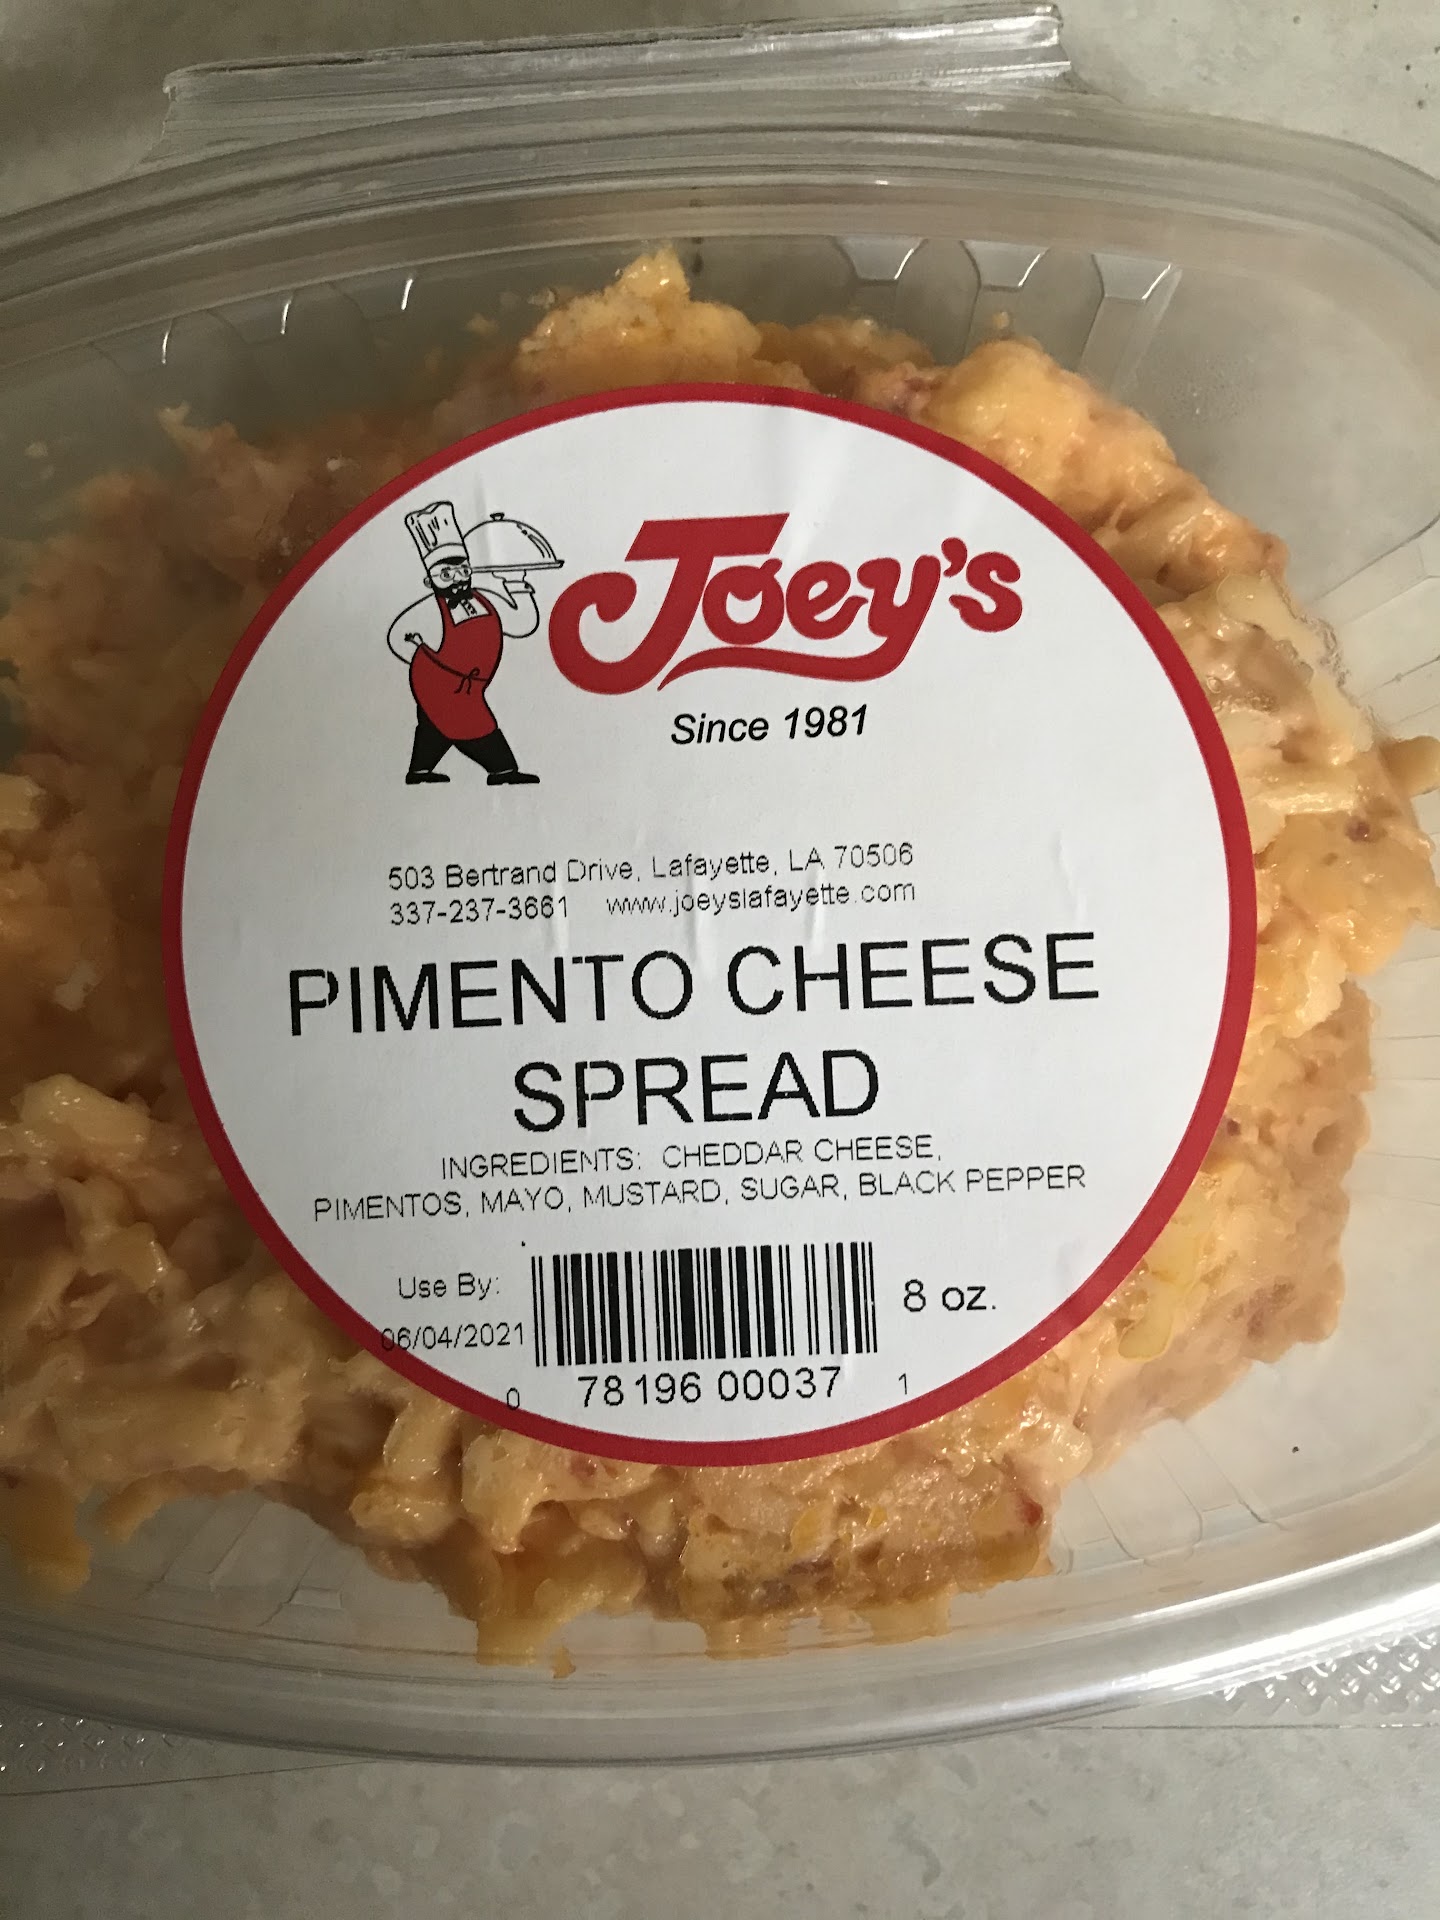 Joey's
Since 1981
503 Bertrand Drive, Lafayette, LA 70506
337-237-3661 www.joeyslafayette.com
PIMENTO CHEESE
SPREAD
INGREDIENTS: CHEDDAR CHEESE,
PIMENTOS, MAYO, MUSTARD, SUGAR, BLACK PEPPER
Use By:
06/04/2021
8 oz.
0 78196 00037 1